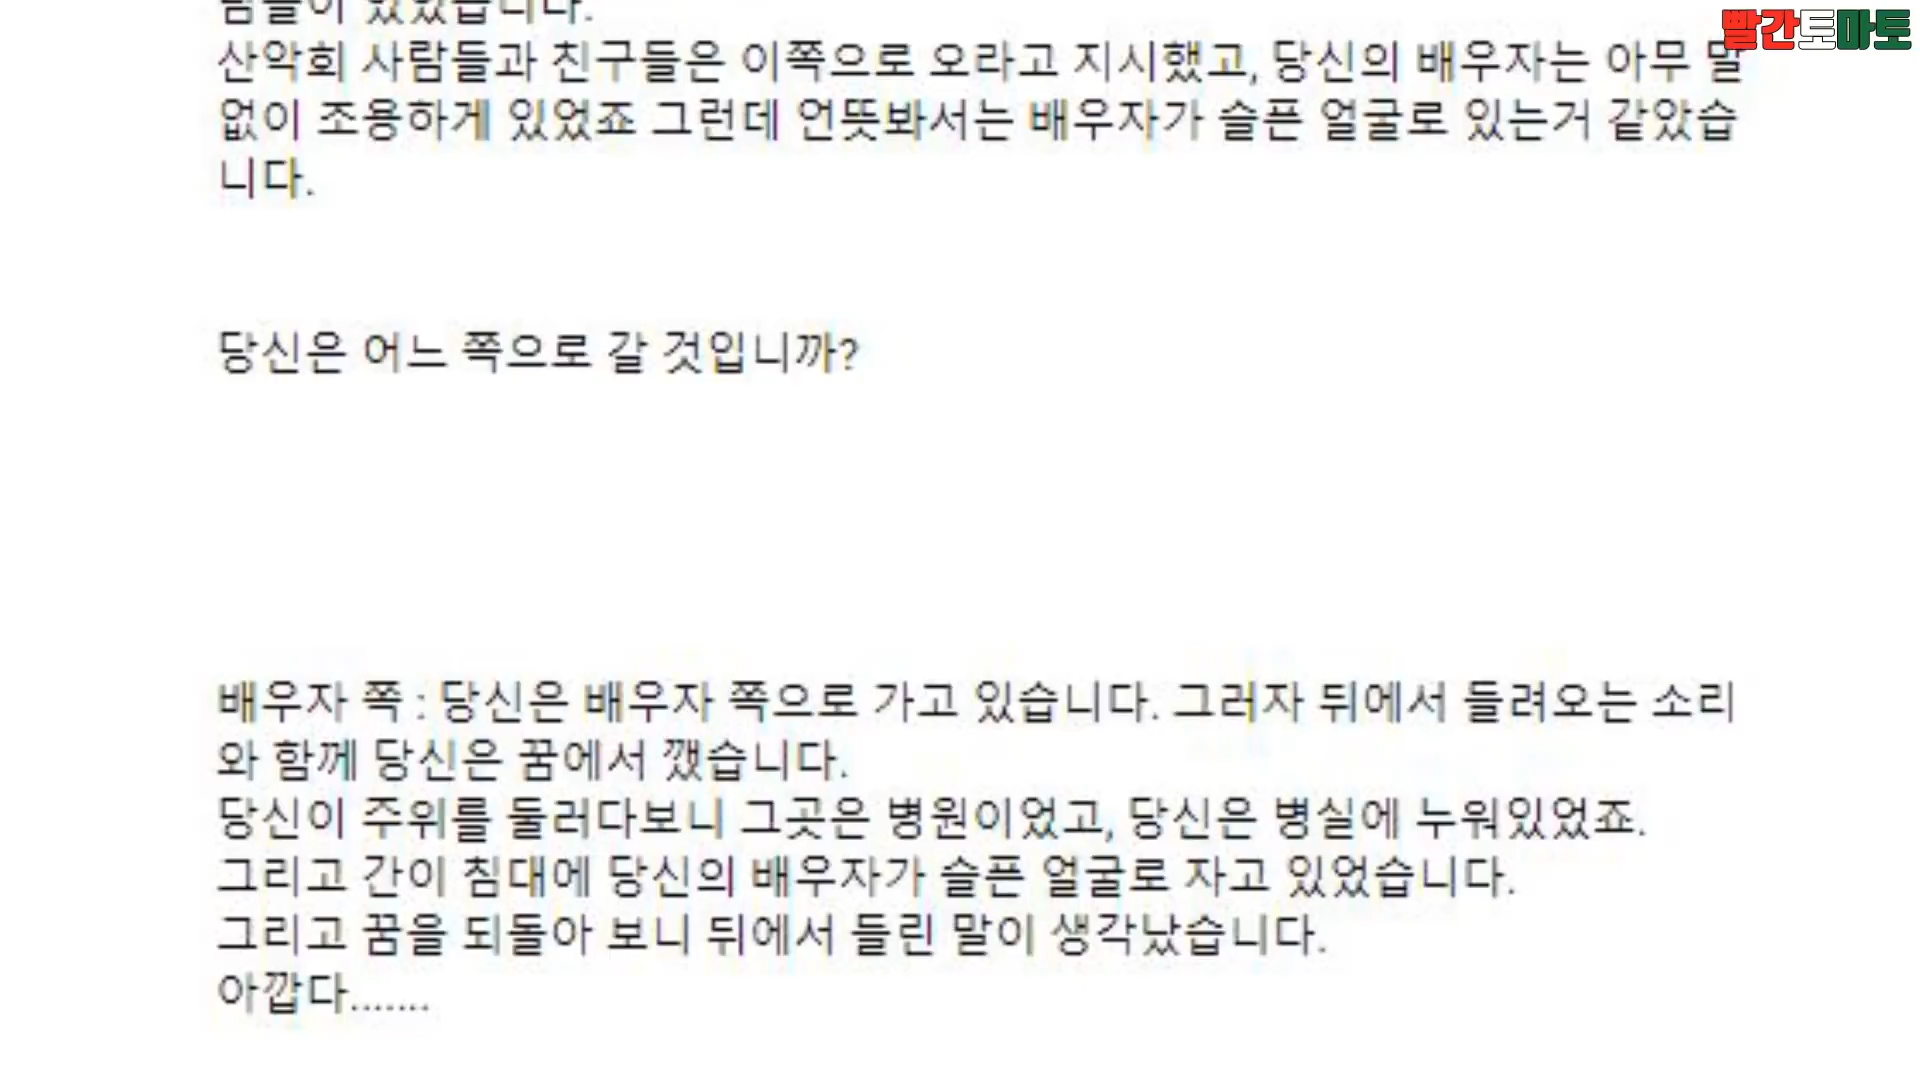 빨간토마토
산악회 사람들과 친구들은 이쪽으로 오라고 지시했고, 당신의 배우자는 아무 말
없이 조용하게 있었죠 그런데 언뜻봐서는 배우자가 슬픈 얼굴로 있는거 같았습
니다.
당신은 어느 쪽으로 갈 것입니까?
배우자 쪽 : 당신은 배우자 쪽으로 가고 있습니다. 그러자 뒤에서 들려오는 소리
와 함께 당신은 꿈에서 깼습니다.
당신이 주위를 둘러다보니 그곳은 병원이었고, 당신은 병실에 누워있었죠.
그리고 간이 침대에 당신의 배우자가 슬픈 얼굴로 자고 있었습니다.
그리고 꿈을 되돌아 보니 뒤에서 들린 말이 생각났습니다.
아깝다.......